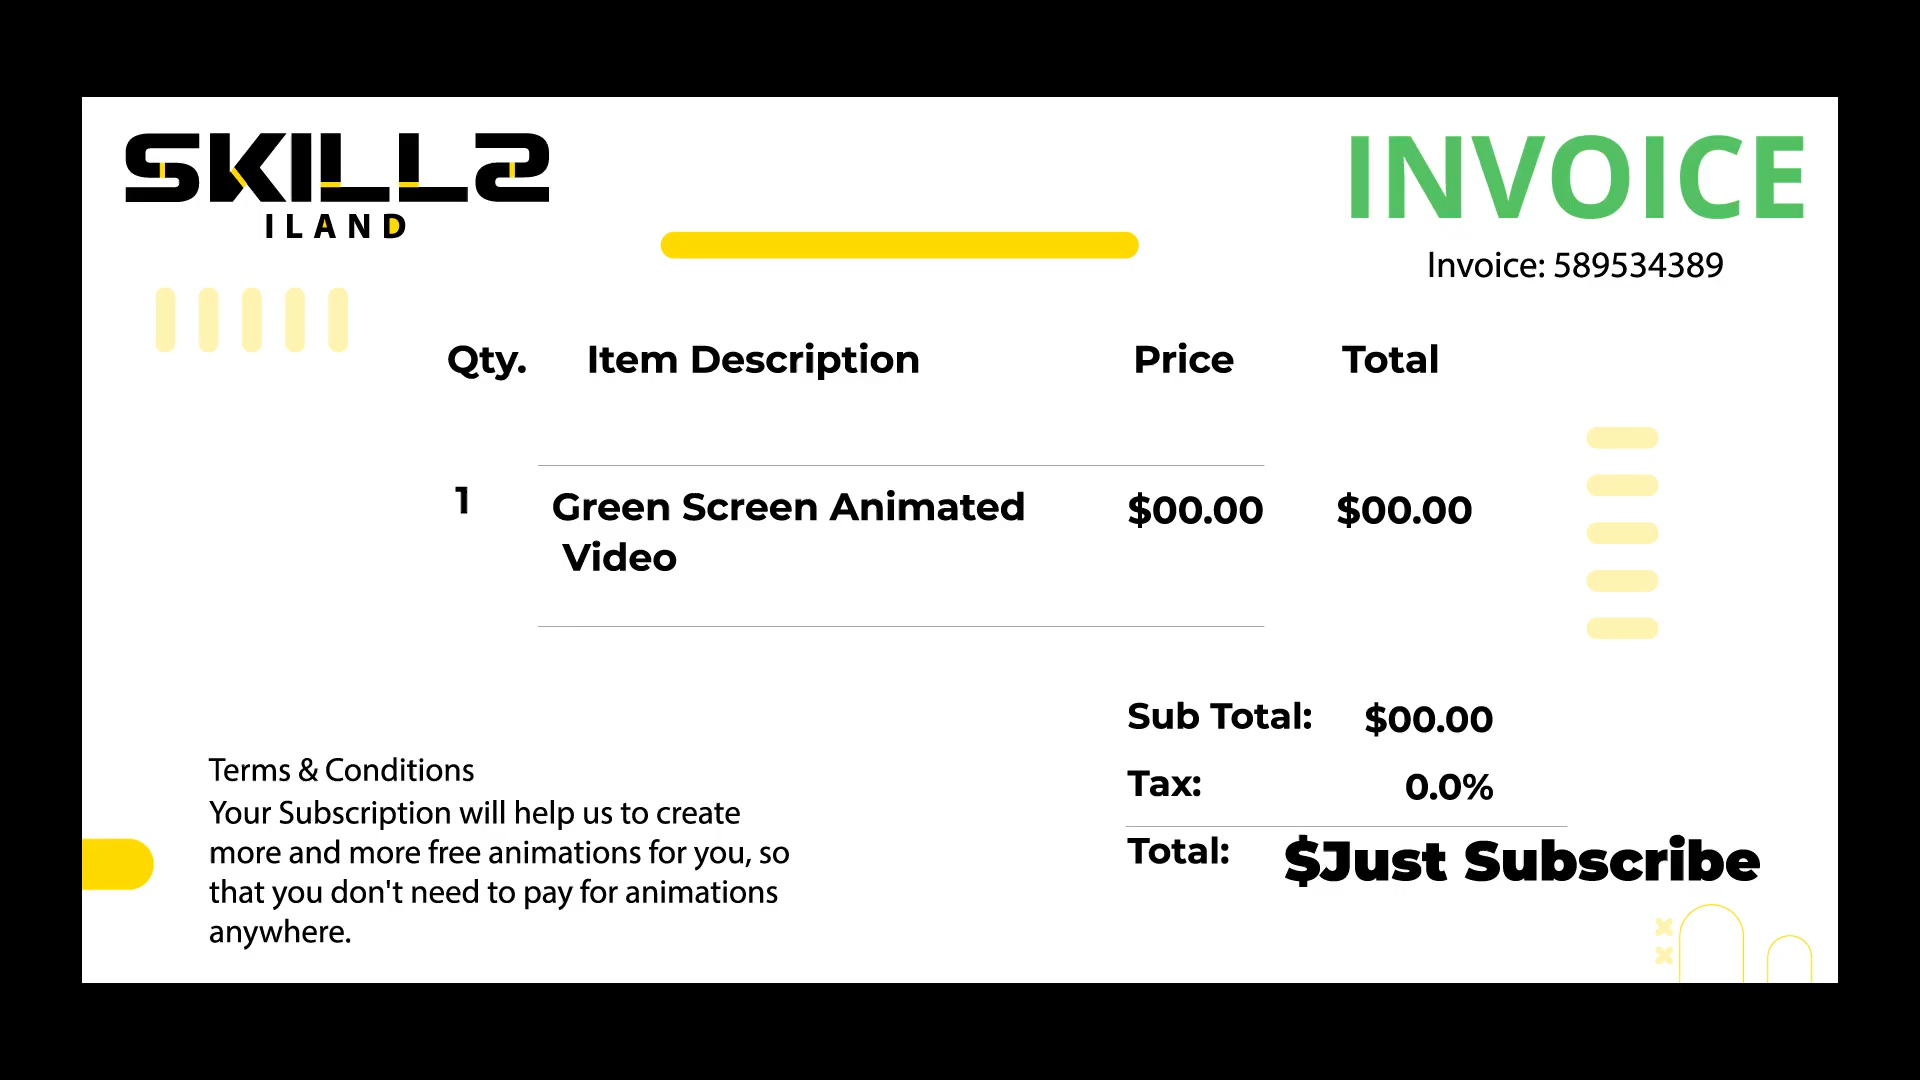 SKILLS
ILAND
INVOICE
Invoice: 589534389
Qty. Item Description Price Total
1 Green Screen Animated $00.00 $00.00
Video
Sub Total: $00.00
Tax: 0.0%
Total: $Just Subscribe
Terms & Conditions
Your Subscription will help us to create
more and more free animations for you, so
that you don't need to pay for animations
anywhere.